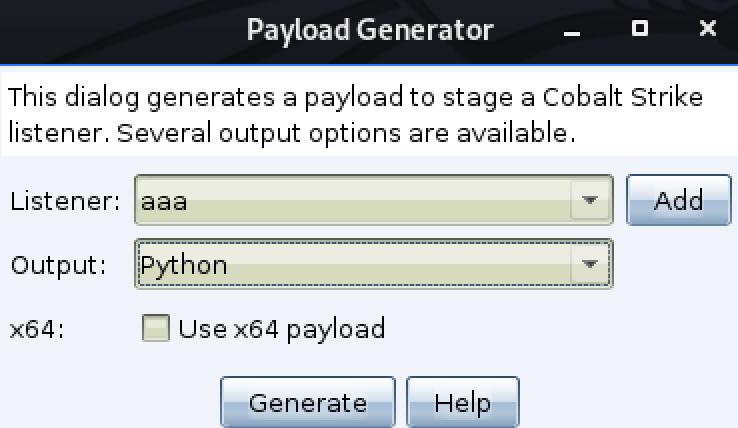 Payload Generator
This dialog generates a payload to stage a Cobalt Strike
listener. Several output options are available.
Listener: aaa Add
Output: Python
x64: Use x64 payload
Generate Help